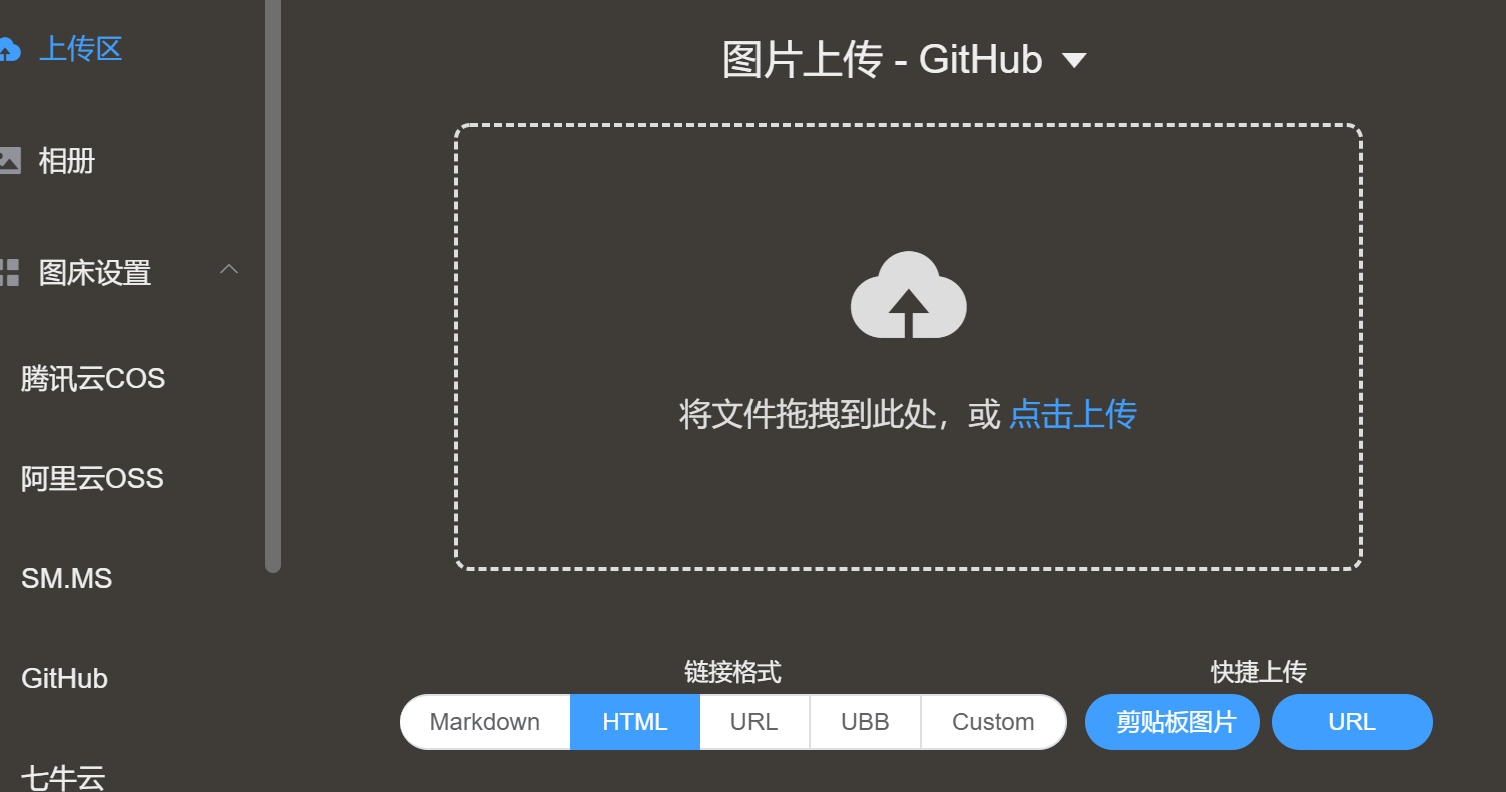 上传区
相册
图床设置
腾讯云COS
阿里云OSS
SM.MS
GitHub
七牛云
图片上传 - GitHub
将文件拖拽到此处，或 点击上传
链接格式
Markdown HTML URL UBB Custom
快捷上传
剪贴板图片 URL